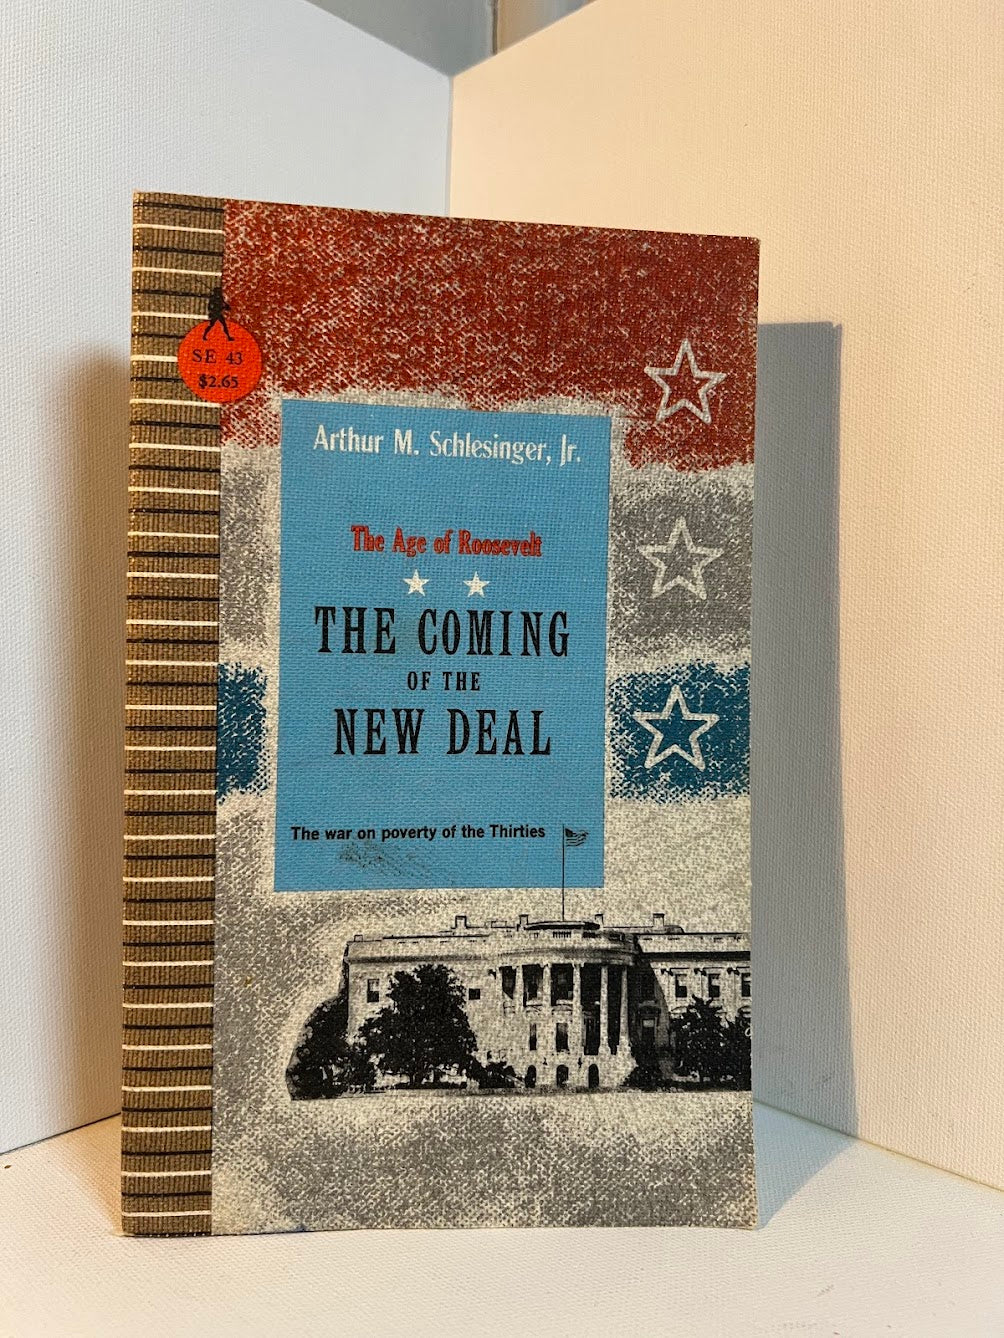 SE 43
$2.65
Arthur M. Schlesinger, Jr.
The Age of Roosevelt
THE COMING
OF THE
NEW DEAL
The war on poverty of the Thirties